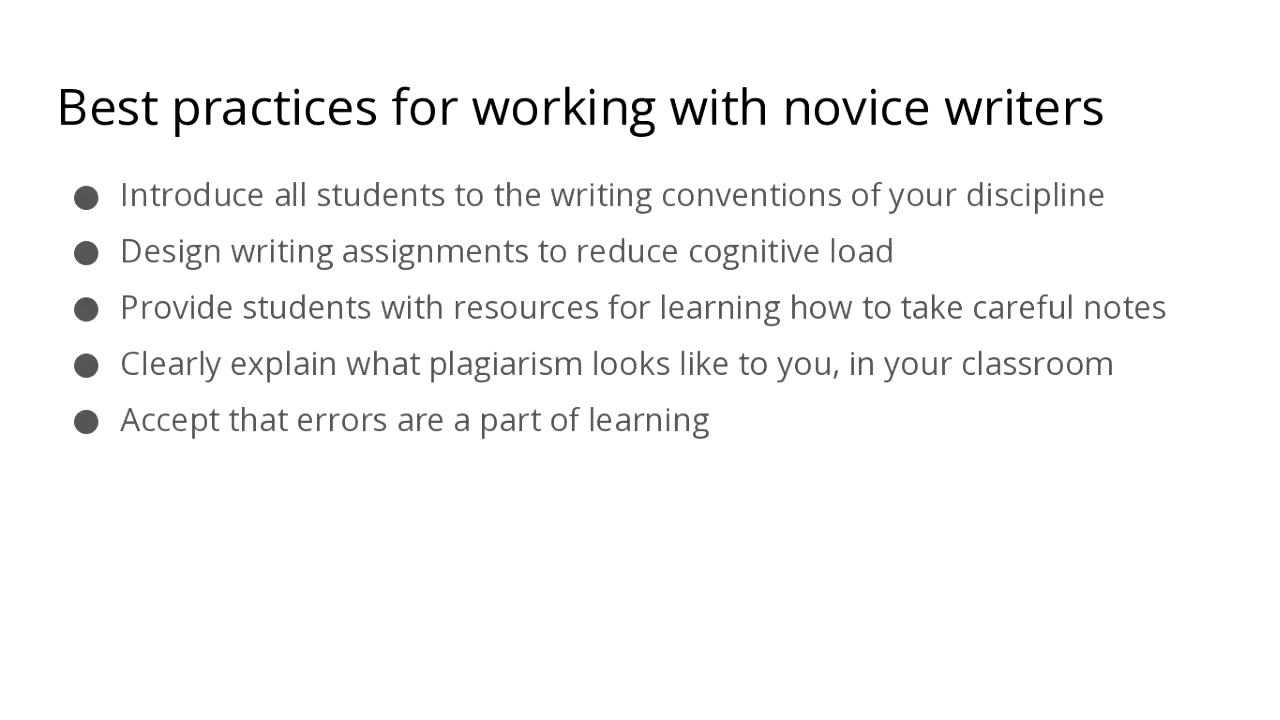 Best practices for working with novice writers
● Introduce all students to the writing conventions of your discipline
● Design writing assignments to reduce cognitive load
● Provide students with resources for learning how to take careful notes
● Clearly explain what plagiarism looks like to you, in your classroom
● Accept that errors are a part of learning